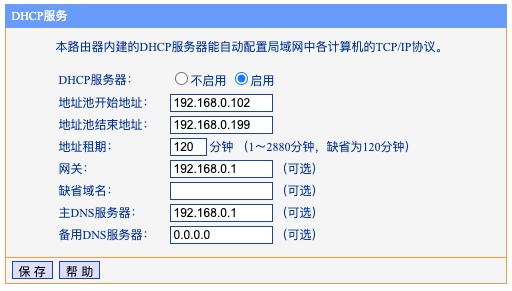 DHCP服务
本路由器内建的DHCP服务器能自动配置局域网中各计算机的TCP/IP协议。
DHCP服务器： 不启用 启用
地址池开始地址： 192.168.0.102
地址池结束地址： 192.168.0.199
地址租期： 120 分钟 （1～2880分钟，缺省为120分钟）
网关： 192.168.0.1 （可选）
缺省域名： （可选）
主DNS服务器： 192.168.0.1 （可选）
备用DNS服务器： 0.0.0.0 （可选）
保 存 帮 助